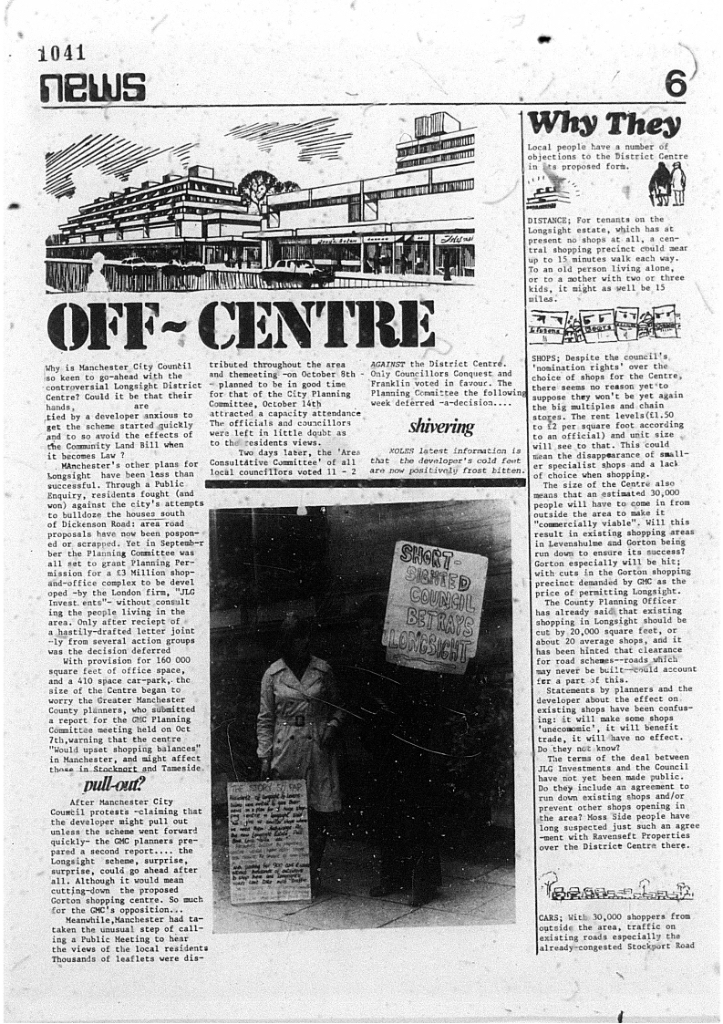 1041
news
6
OFF~CENTRE
Why is Manchester City Council
so keen to go-ahead with the
controversial Longsight District
Centre? Could it be that their
hands, are
tied by a developer anxious to
get the scheme started quickly
and to so avoid the effects of
the Community Land Bill when
it becomes Law ?
MAnchester's other plans for
Longsight have been less than
successful. Through a Public
Enquiry, residents fought (and
won) against the city's attempts
to bulldoze the houses south
of Dickenson Road: area road
proposals have now been pospon-
ed or scrapped. Yet in Septemb-r
ber the Planning Committee was
all set to grant Planning Per-
mission for a £3 Million shop-
and-office complex to be devel
oped -by the London firm, "JLG
Invest.ents"- without consult
ing the people living in the
area. Only after reciept of
a hastily-drafted letter joint
-ly from several action groups
was the decision deferred
With provision for 160 000
square feet of office space,
and a 410 space car-park,. the
size of the Centre began to
worry the Greater Manchester
County planners, who submitted
a report for the GMC Planning
Committee meeting held on Oct
7th,warning that the centre
"Would upset shopping balances"
in Manchester, and might affect
those in Stockport and Tameside
pull-out?
After Manchester City
Council protests -claiming that
the developer might pull out
unless the scheme went forward
quickly- the GMC planners pre-
pared a second report.... the
Longsight scheme, surprise,
surprise, could go ahead after
all. Although it would mean
cutting-down the proposed
Gorton shopping centre. So much
for the GMC's opposition...
Meanwhile,Manchester had ta-
taken the unusual step of call-
ing a Public Meeting to hear
the views of the local residents
Thousands of leaflets were dis-
tributed throughout the area
and themeeting -on October 8th -
- planned to be in good time
for that of the City Planning
Committee, October 14th
attracted a capacity attendance
The officials and councillors
were left in little doubt as
to the residents views.
Two days later, the 'Area
Consultative Committee' of all
local councillors voted 11 - 2
AGAINST the District Centre.
Only Councillors Conquest and
Franklin voted in favour. The
Planning Committee the following
week deferred -a-decision....
shivering
MOLES latest information is
that the developer's cold feet
are now positively frost bitten.
SHORT-
SIGHTED
COUNCIL
BETRAYS
LONGSIGHT
Why They
Local people have a number of
objections to the District Centre
in its proposed form.
DISTANCE; For tenants on the
Longsight estate, which has at
present no shops at all, a cen-
tral shopping precinct could mear
up to 15 minutes walk each way.
To an old person living alone,
or to a mother with two or three
kids, it might as well be 15
miles.
SHOPS; Despite the council's,
'nomination rights' over the
choice of shops for the Centre,
there seems no reason yet to
suppose they won't be yet again
the big multiples and chain
stores. The rent levels(£1.50
to £2 per square foot according
to an official) and unit size
will see to that. This could
mean the disappearance of small-
er specialist shops and a lack
of choice when shopping.
The size of the Centre also
means that an estimated 30,000
people will have to come in from
outside the area to make it
"commercially viable". Will this
result in existing shopping areas
in Levenshulme and Gorton being
run down to ensure its success?
Gorton especially will be hit;
with cuts in the Gorton shopping
precinct demanded by GMC as the
price of permitting Longsight.
The County Planning Officer
has already said that existing
shopping in Longsight should be
cut by 20,000 square feet, or
about 20 average shops, and it
has been hinted that clearance
for road schemes--roads which
may never be built--could account
for a part of this.
Statements by planners and the
developer about the effect on
existing shops have been confus-
ing: it will make some shops
'uneconomic', it will benefit
trade, it will have no effect.
Do they not know?
The terms of the deal between
JLG Investments and the Council
have not yet been made public.
Do they include an agreement to
run down existing shops and/or
prevent other shops opening in
the area? Moss Side people have
long suspected just such an agree
-ment with Ravenseft Properties
over the District Centre there.
CARS; With 30,000 shoppers from
outside the area, traffic on
existing roads especially the
already-congested Stockport Road